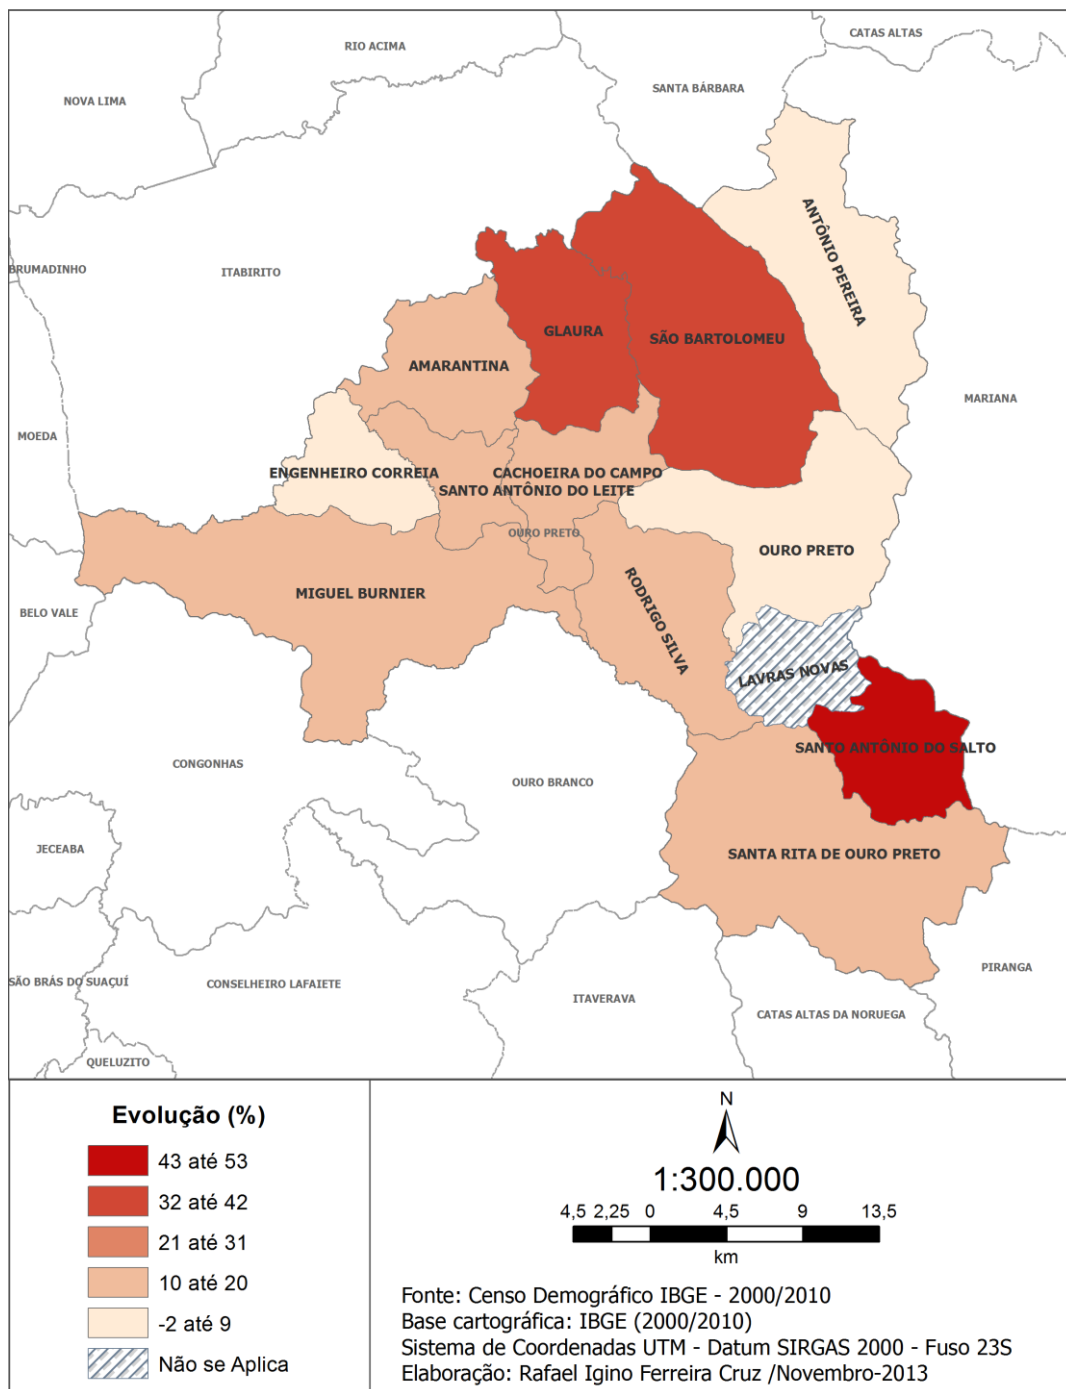 CATAS ALTAS
RIO ACIMA
SANTA BÁRBARA
NOVA LIMA
ANTÔNIO PEREIRA
BRUMADINHO
ITABIRITO
GLAURA
SÃO BARTOLOMEU
AMARANTINA
MARIANA
MOEDA
ENGENHEIRO CORREIA
CACHOEIRA DO CAMPO
SANTO ANTÔNIO DO LEITE
OURO PRETO
OURO PRETO
MIGUEL BURNIER
RODRIGO SILVA
BELO VALE
LAVRAS NOVAS
SANTO ANTÔNIO DO SALTO
CONGONHAS
OURO BRANCO
JECEABA
SANTA RITA DE OURO PRETO
PIRANGA
SÃO BRÁS DO SUAÇUÍ
CONSELHEIRO LAFAIETE
ITAVERAVA
CATAS ALTAS DA NORUEGA
QUELUZITO
Evolução (%)
43 até 53
32 até 42
21 até 31
10 até 20
-2 até 9
Não se Aplica
N
1:300.000
4,5 2,25 0 4,5 9 13,5
km
Fonte: Censo Demográfico IBGE - 2000/2010
Base cartográfica: IBGE (2000/2010)
Sistema de Coordenadas UTM - Datum SIRGAS 2000 - Fuso 23S
Elaboração: Rafael Igino Ferreira Cruz /Novembro-2013